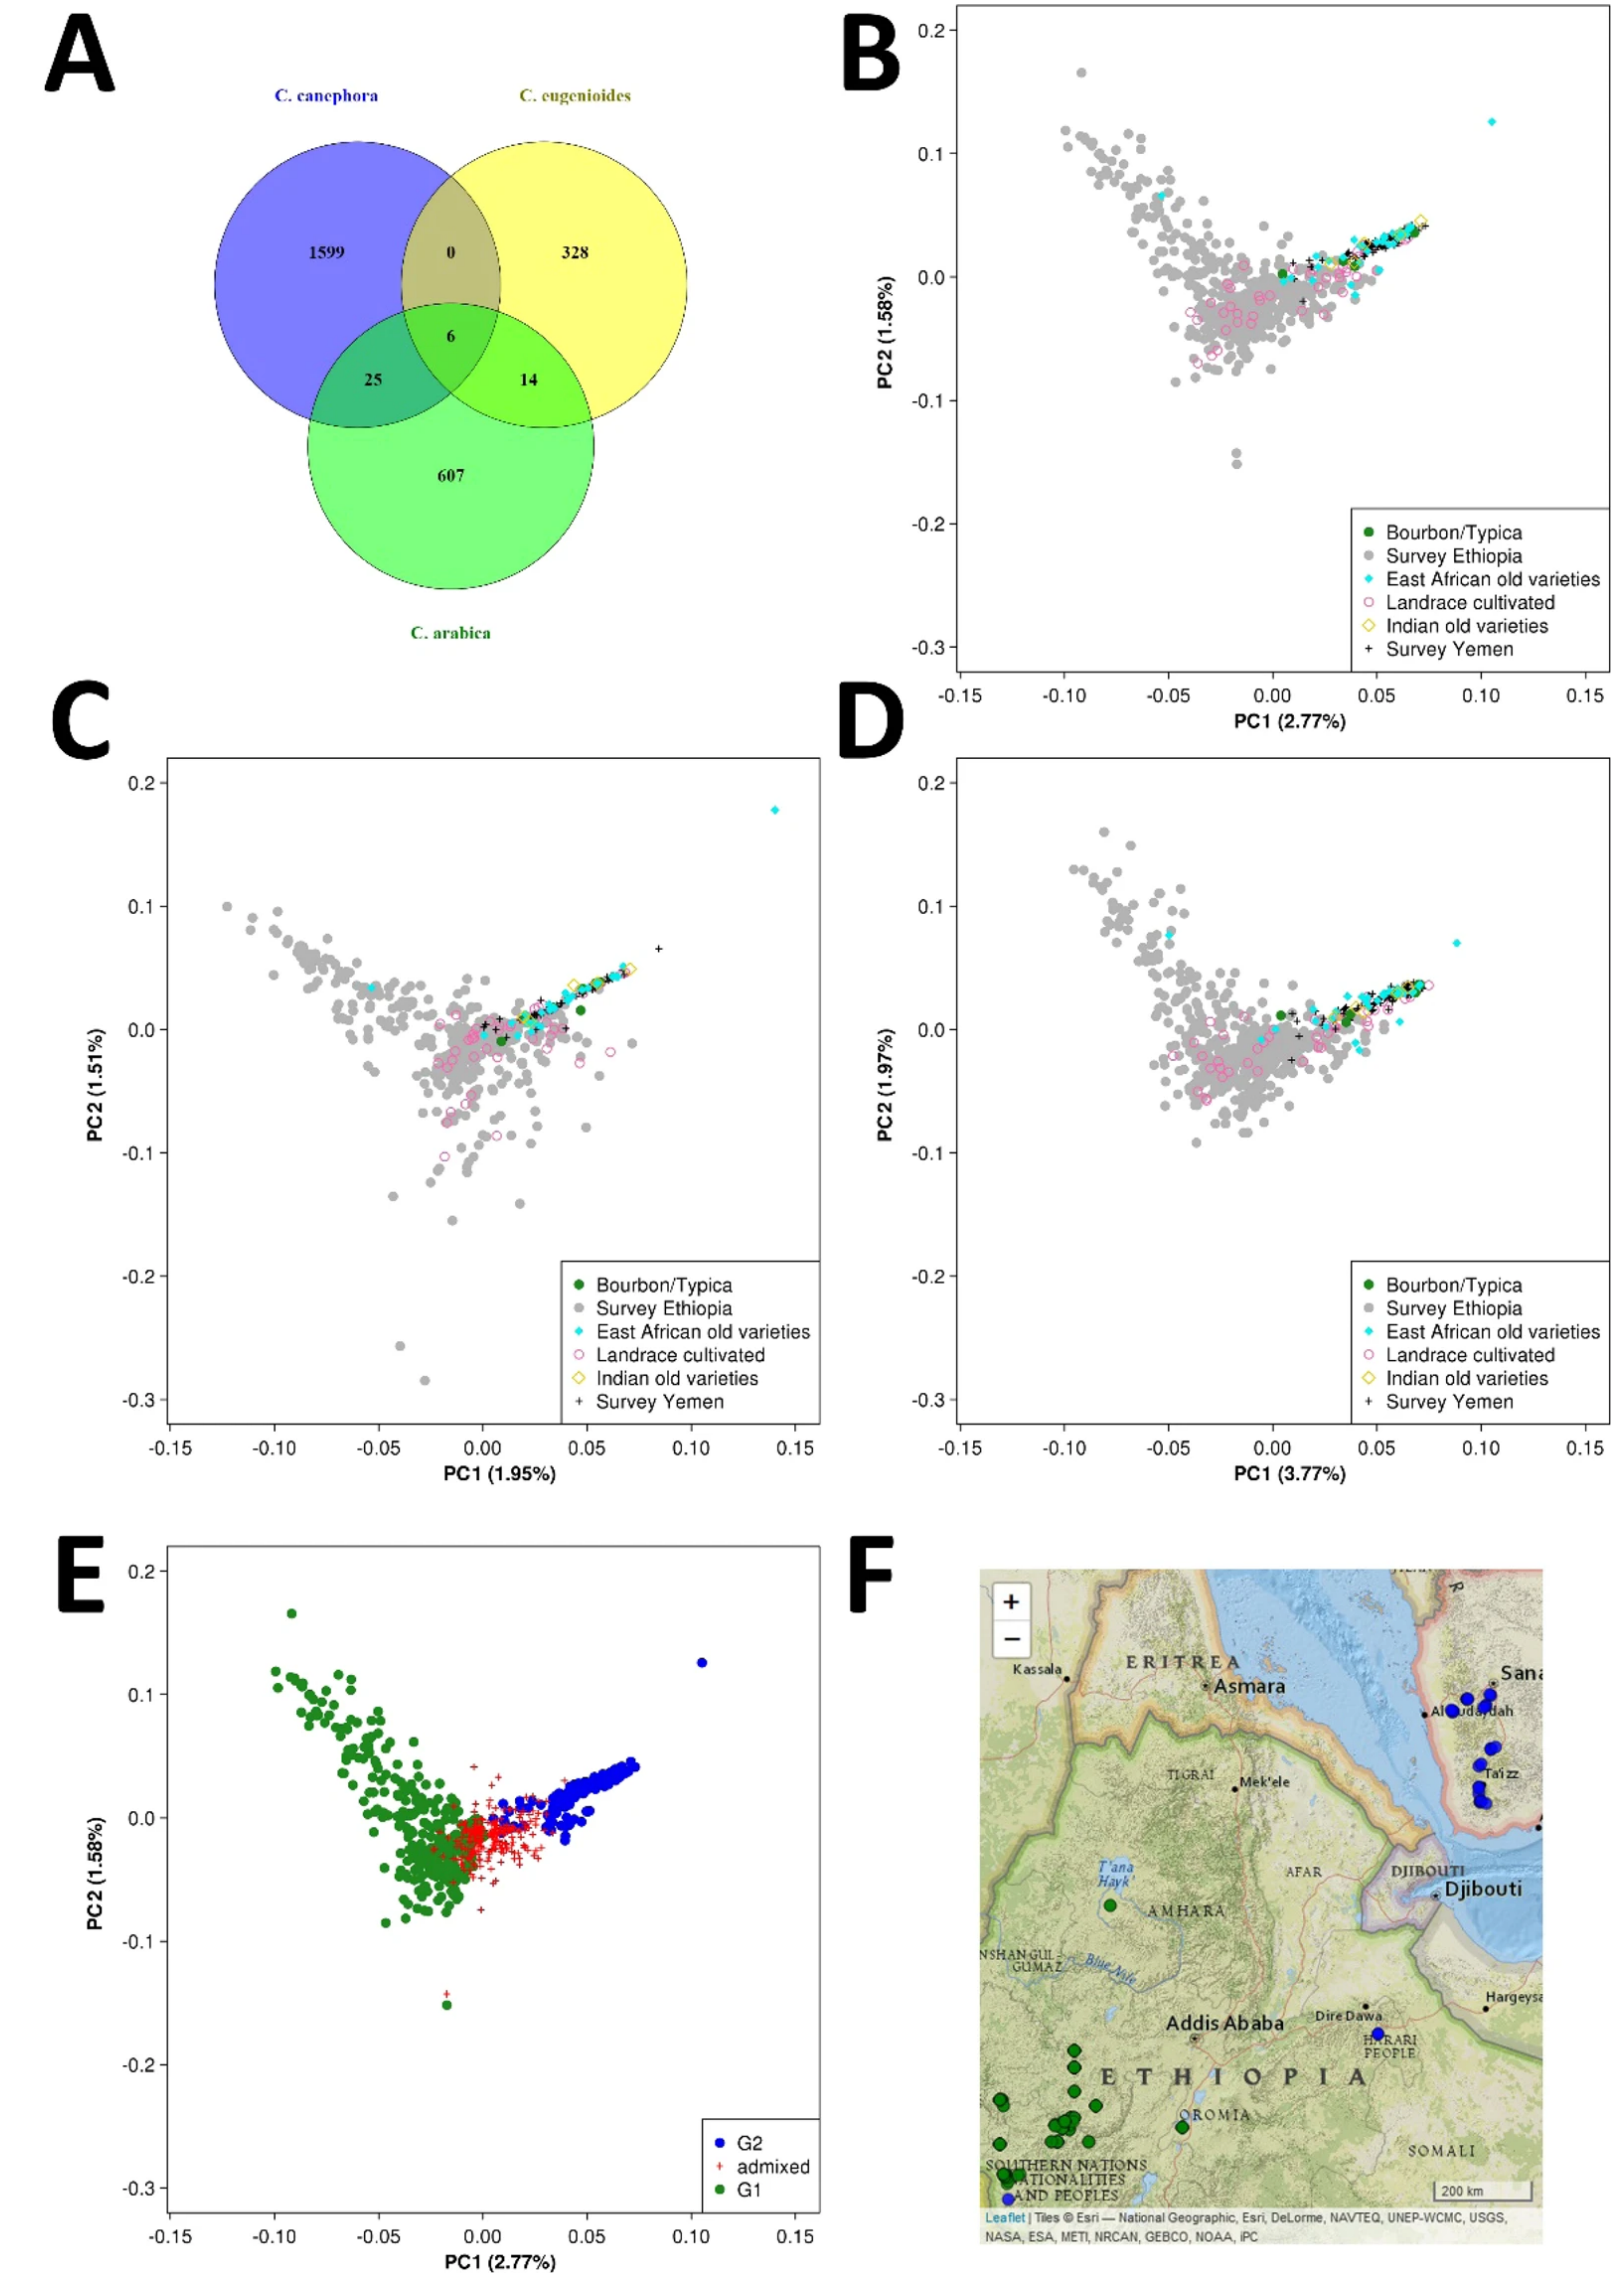 A
C. canephora
C. eugenioides
1599
0
328
6
25
14
607
C. arabica
B
0.2
0.1
0.0
-0.1
-0.2
-0.3
PC2 (1.58%)
Bourbon/Typica
Survey Ethiopia
East African old varieties
Landrace cultivated
Indian old varieties
Survey Yemen
-0.15 -0.10 -0.05 0.00 0.05 0.10 0.15
PC1 (2.77%)
C
0.2
0.1
0.0
-0.1
-0.2
-0.3
PC2 (1.51%)
Bourbon/Typica
Survey Ethiopia
East African old varieties
Landrace cultivated
Indian old varieties
Survey Yemen
-0.15 -0.10 -0.05 0.00 0.05 0.10 0.15
PC1 (1.95%)
D
0.2
0.1
0.0
-0.1
-0.2
-0.3
PC2 (1.97%)
Bourbon/Typica
Survey Ethiopia
East African old varieties
Landrace cultivated
Indian old varieties
Survey Yemen
-0.15 -0.10 -0.05 0.00 0.05 0.10 0.15
PC1 (3.77%)
E
0.2
0.1
0.0
-0.1
-0.2
-0.3
PC2 (1.58%)
G2
admixed
G1
-0.15 -0.10 -0.05 0.00 0.05 0.10 0.15
PC1 (2.77%)
F
+
−
Kassala
ERITREA
Asmara
Sana
Ta'izz
TIGRAI
Mek'ele
T'ana
Hayk'
AFAR
DJIBOUTI
Djibouti
AMHARA
NSHANGUL-
GUMAZ
Blue Nile
Hargeysa
Dire Dawa
Addis Ababa
HARARI
PEOPLE
ETHIOPIA
OROMIA
SOMALI
SOUTHERN NATIONS
NATIONALITIES
AND PEOPLES
200 km
Leaflet | Tiles © Esri — National Geographic, Esri, DeLorme, NAVTEQ, UNEP-WCMC, USGS,
NASA, ESA, METI, NRCAN, GEBCO, NOAA, iPC